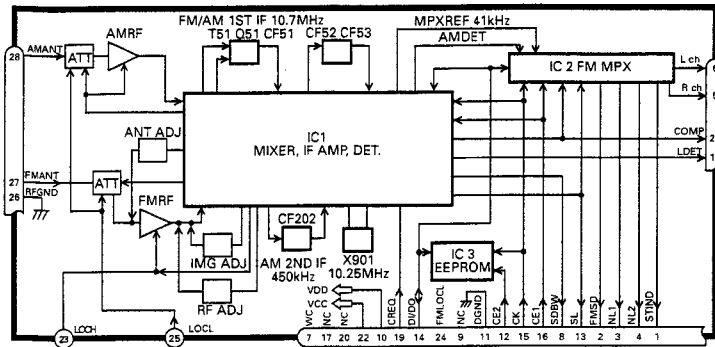 FM/AM 1ST IF 10.7MHz
T51 Q51 CF51
CF52 CF53
MPXREF 41kHz
AMDET
28
AMANT
ATT
AMRF
IC 2 FM MPX
L ch
R ch
5
IC1
MIXER, IF AMP, DET.
ANT ADJ
COMP
2
LDET
1
27
FMANT
26
RFGND
ATT
FMRF
CF202
IMG ADJ
AM 2ND IF
450kHz
X901
10.25MHz
IC 3
EEPROM
RF ADJ
VDD
VCC
23
LOCH
25
LOCL
VC
NC
NC
CREQ
DI/DO
FMLOCL
NC
DGND
CE2
CK
CE1
SDBW
SL
FMSD
NL1
NL2
STIND
7 17 20 22 10 19 14 24 9 11 12 15 16 8 13 2 3 4 1